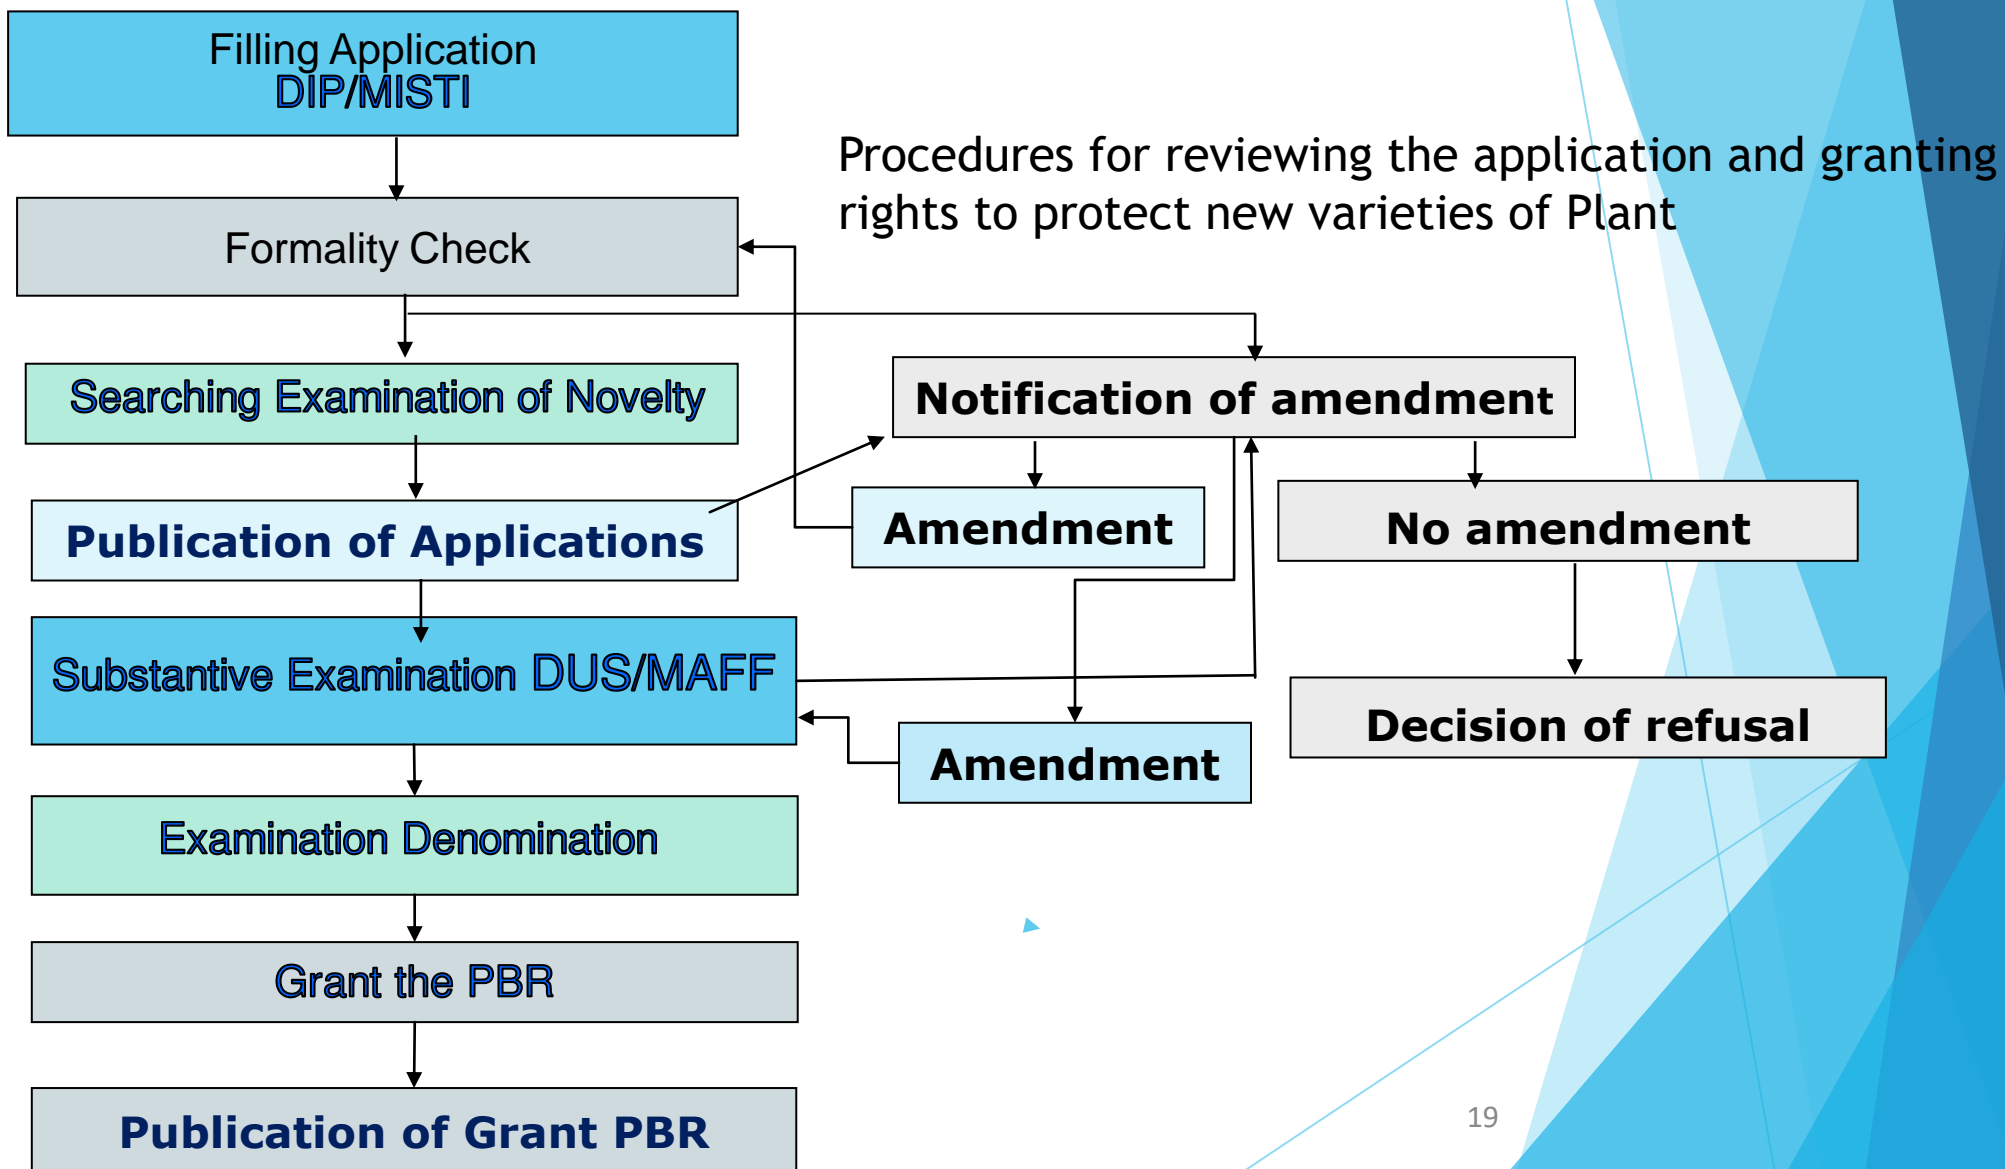 Filling Application
DIP/MISTI
Procedures for reviewing the application and granting
rights to protect new varieties of Plant
Formality Check
Searching Examination of Novelty
Notification of amendment
Publication of Applications
Amendment
No amendment
Substantive Examination DUS/MAFF
Amendment
Decision of refusal
Examination Denomination
Grant the PBR
Publication of Grant PBR
19